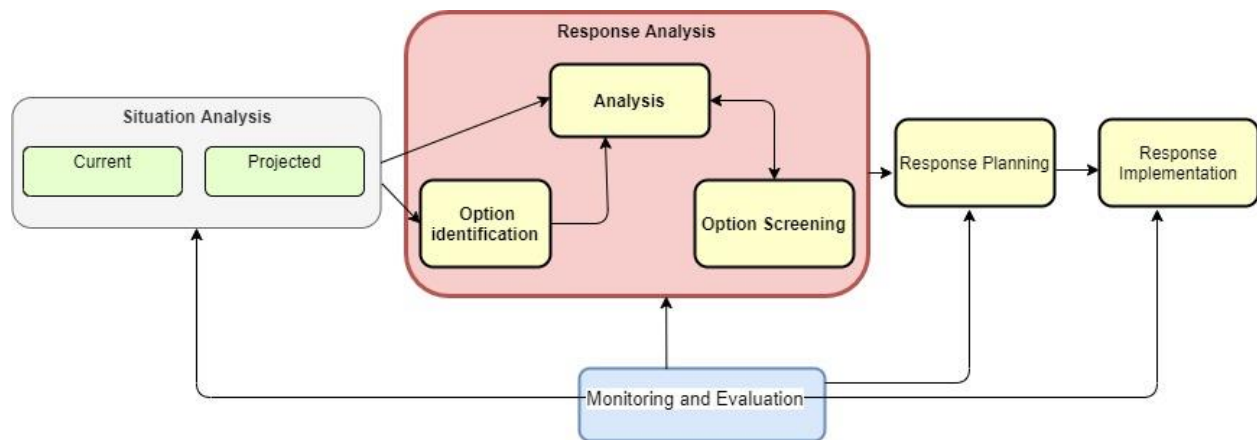 Response Analysis
Analysis
Situation Analysis
Current
Projected
Option
identification
Option Screening
Response Planning
Response
Implementation
Monitoring and Evaluation